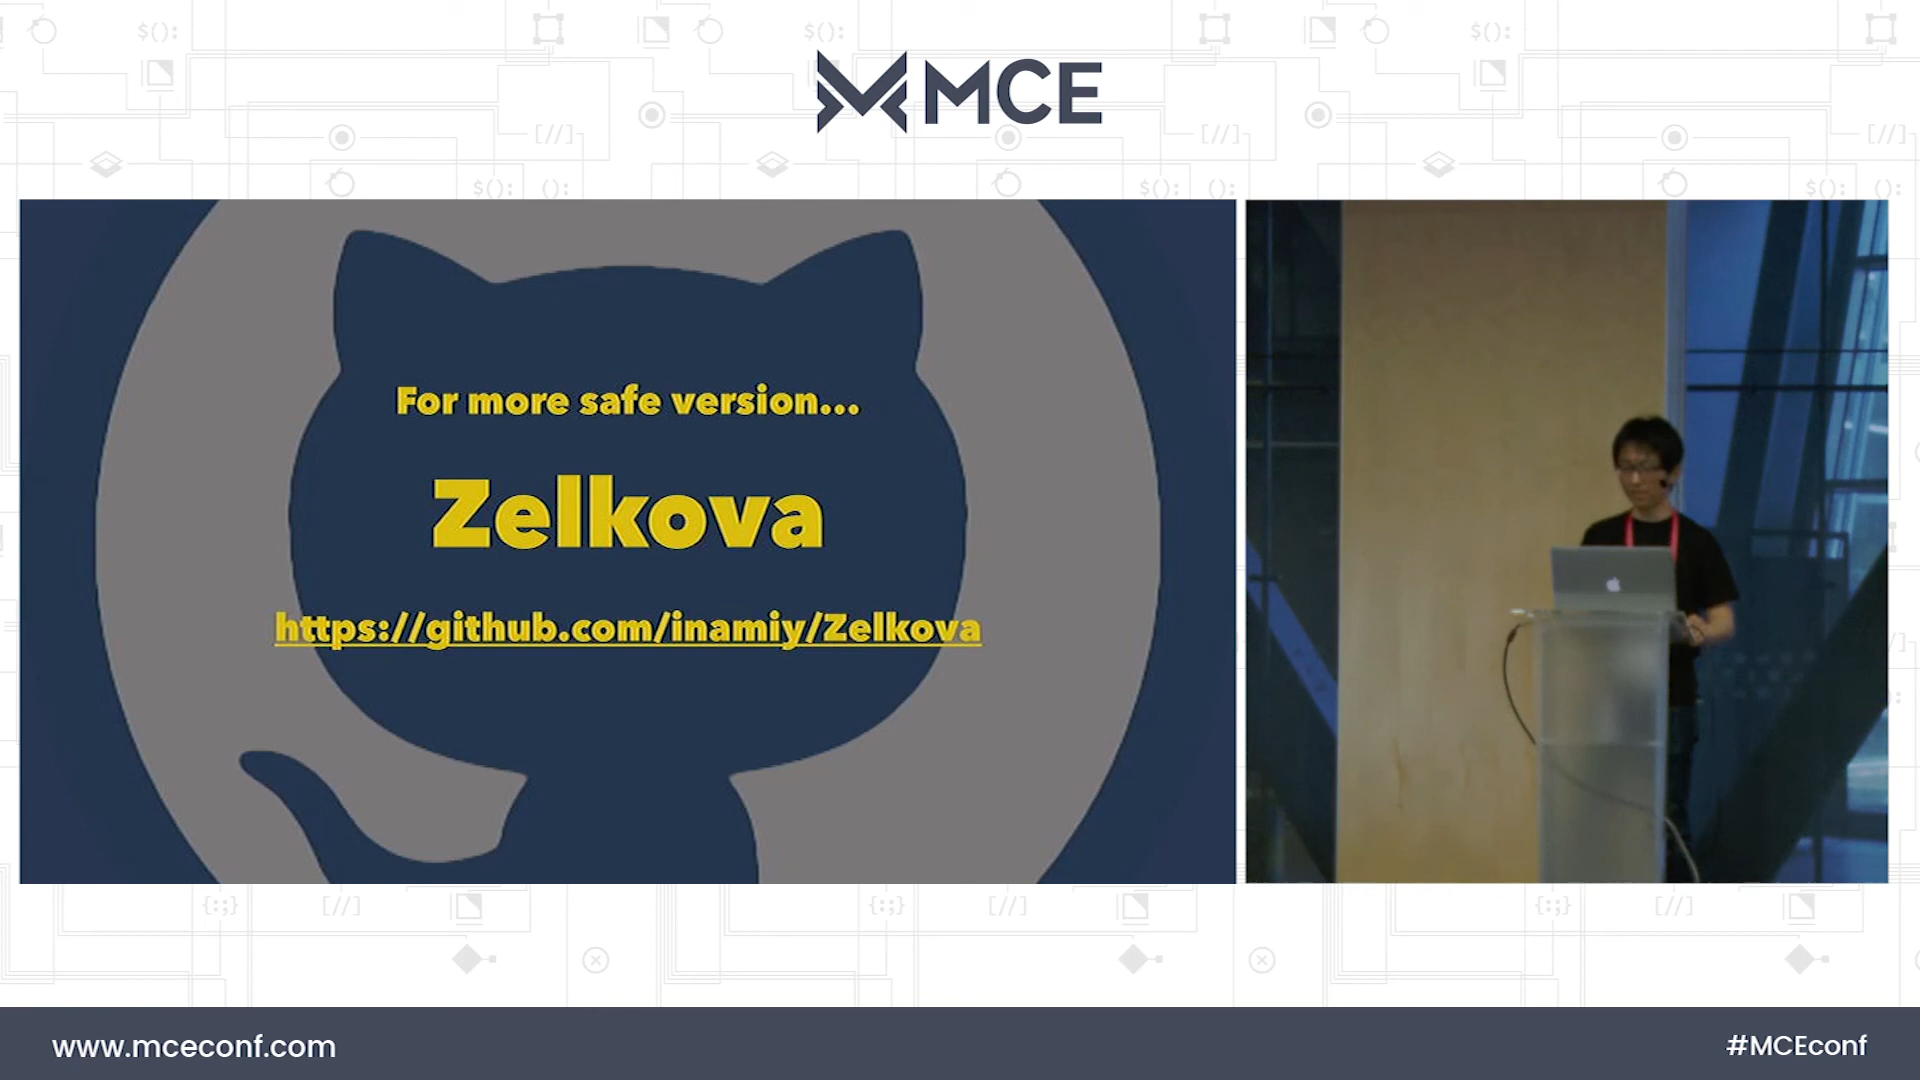 MCE
For more safe version...
Zelkova
https://github.com/inamiy/Zelkova
www.mceconf.com
#MCEconf